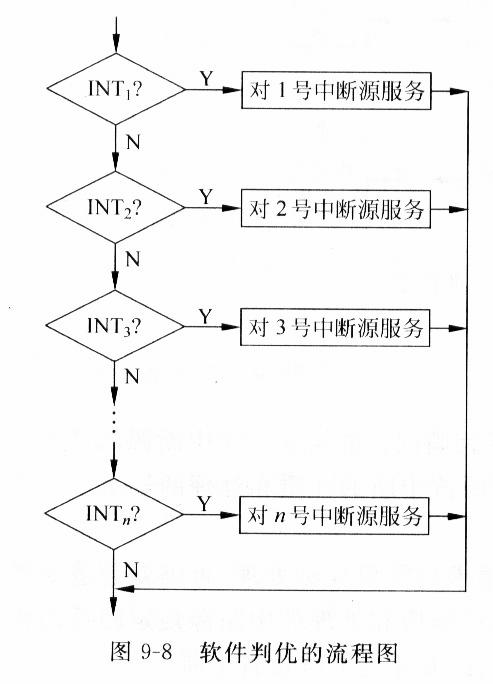 INT₁?
Y
对1号中断源服务
N
INT₂?
Y
对2号中断源服务
N
INT₃?
Y
对3号中断源服务
N
⋮
INTₙ?
Y
对n号中断源服务
N
图 9-8 软件判优的流程图